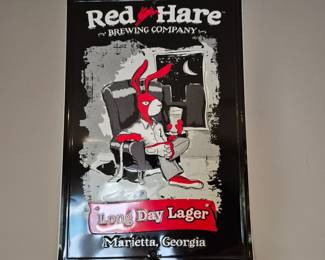 Red Hare
BREWING COMPANY
"Long Day Lager"
Marietta, Georgia